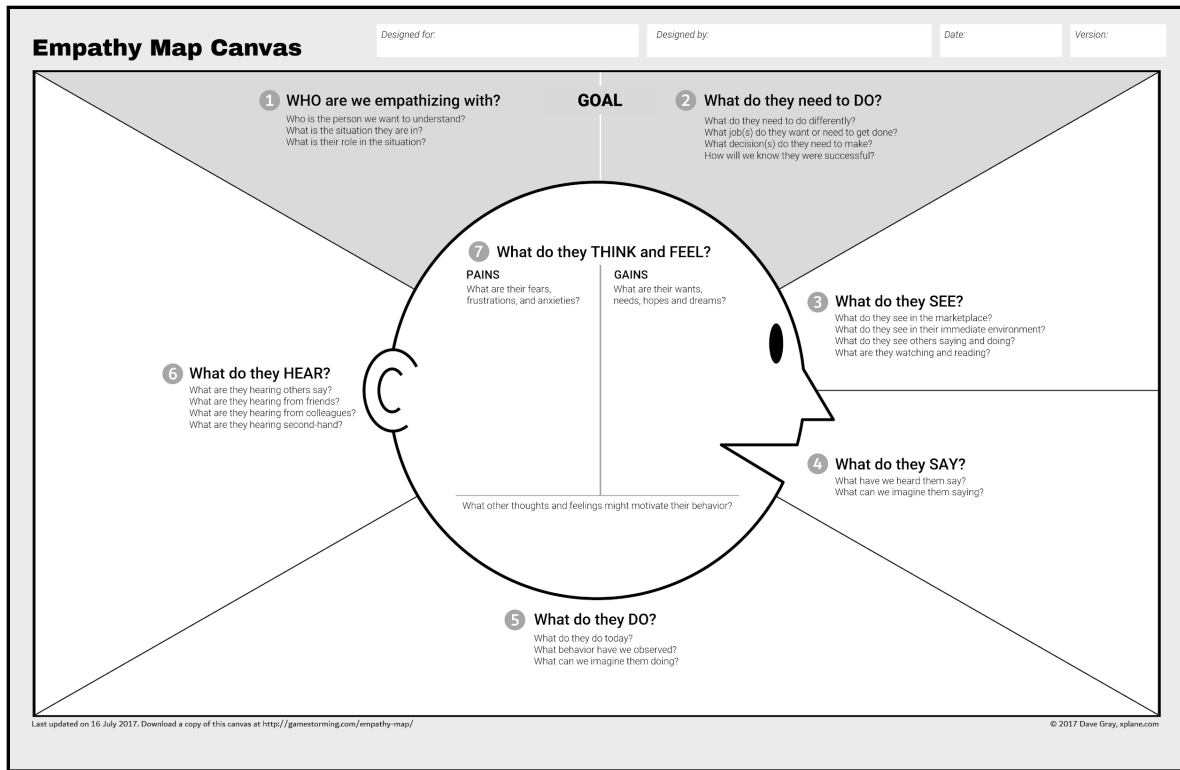 Empathy Map Canvas
Designed for:
Designed by:
Date:
Version:
GOAL
1 WHO are we empathizing with?
Who is the person we want to understand?
What is the situation they are in?
What is their role in the situation?
2 What do they need to DO?
What do they need to do differently?
What job(s) do they want or need to get done?
What decision(s) do they need to make?
How will we know they were successful?
3 What do they SEE?
What do they see in the marketplace?
What do they see in their immediate environment?
What do they see others saying and doing?
What are they watching and reading?
4 What do they SAY?
What have we heard them say?
What can we imagine them saying?
5 What do they DO?
What do they do today?
What behavior have we observed?
What can we imagine them doing?
6 What do they HEAR?
What are they hearing others say?
What are they hearing from friends?
What are they hearing from colleagues?
What are they hearing second-hand?
7 What do they THINK and FEEL?
PAINS
What are their fears,
frustrations, and anxieties?
GAINS
What are their wants,
needs, hopes and dreams?
What other thoughts and feelings might motivate their behavior?
Last updated on 16 July 2017. Download a copy of this canvas at http://gamestorming.com/empathy-map/
© 2017 Dave Gray, xplane.com